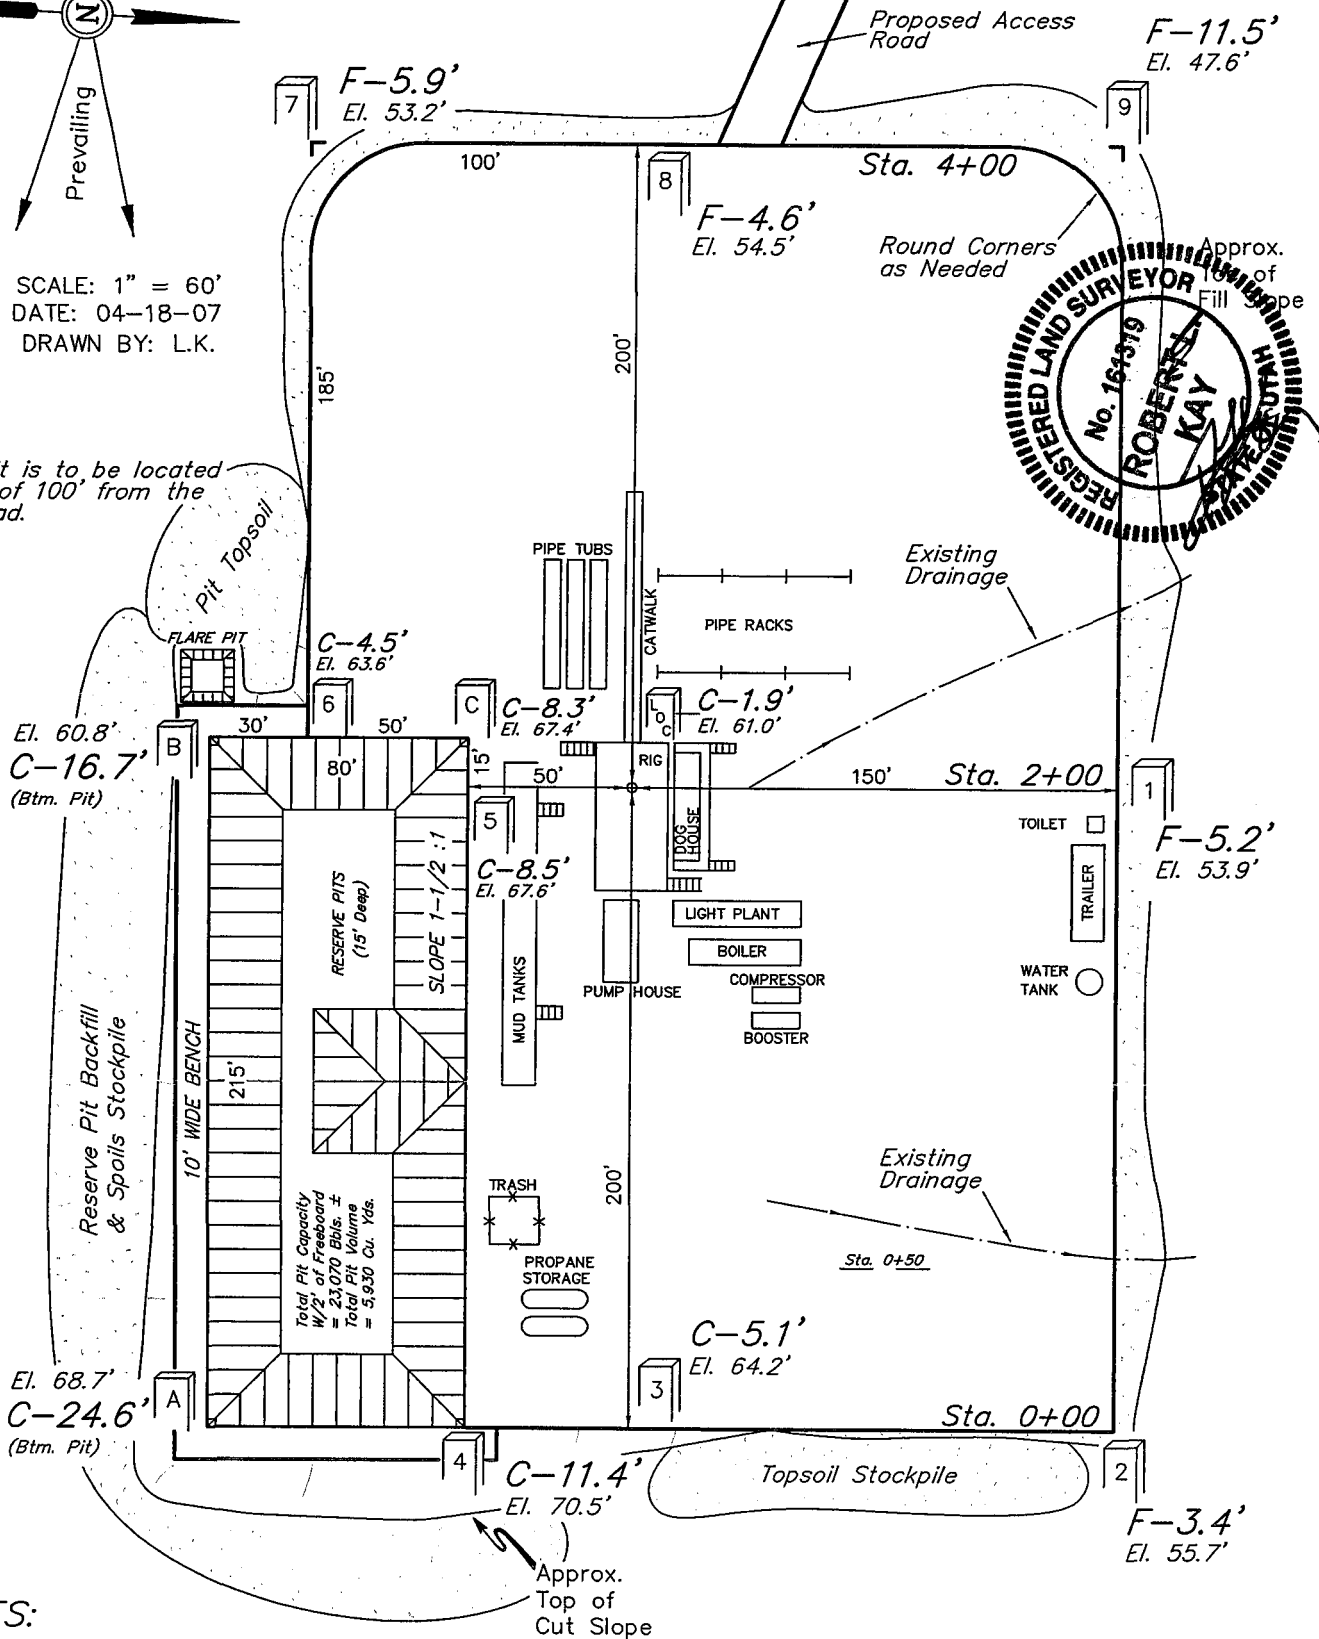 N
Prevailing
SCALE: 1" = 60'
DATE: 04-18-07
DRAWN BY: L.K.
Proposed Access
Road
F-11.5'
El. 47.6'
9
7
F-5.9'
El. 53.2'
100'
8
Sta. 4+00
F-4.6'
El. 54.5'
Round Corners
as Needed
Approx.
Top of
Fill Slope
REGISTERED LAND SURVEYOR
No. 161319
ROBERT L.
KAY
STATE OF UTAH
185'
200'
it is to be located
of 100' from the
ad.
Pit Topsoil
FLARE PIT
PIPE TUBS
CATWALK
PIPE RACKS
Existing
Drainage
C-4.5'
El. 63.6'
6
C
C-8.3'
El. 67.4'
LOC
C-1.9'
El. 61.0'
El. 60.8'
C-16.7'
(Btm. Pit)
B
30'
50'
80'
15'
50'
RIG
150'
Sta. 2+00
1
F-5.2'
El. 53.9'
5
C-8.5'
El. 67.6'
DOG
HOUSE
TOILET
TRAILER
WATER
TANK
RESERVE PITS
(15' Deep)
SLOPE 1-1/2 :1
LIGHT PLANT
BOILER
COMPRESSOR
BOOSTER
PUMP HOUSE
MUD TANKS
Reserve Pit Backfill
& Spoils Stockpile
10' WIDE BENCH
215'
200'
Existing
Drainage
Sta. 0+50
TRASH
PROPANE
STORAGE
Total Pit Capacity
W/2' of Freeboard
= 23,070 Bbls. ±
Total Pit Volume
= 5,930 Cu. Yds.
El. 68.7'
C-24.6'
(Btm. Pit)
A
C-5.1'
El. 64.2'
3
Sta. 0+00
4
C-11.4'
El. 70.5'
Topsoil Stockpile
2
F-3.4'
El. 55.7'
Approx.
Top of
Cut Slope
TS: